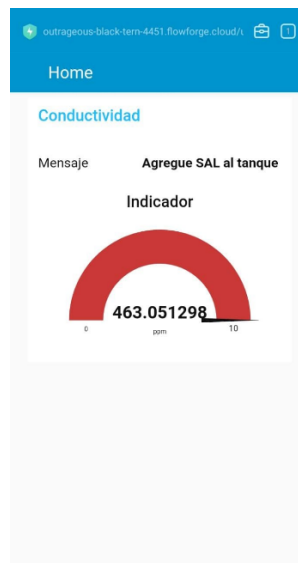 outrageous-black-tern-4451.flowforge.cloud/u
1
Home
Conductividad
Mensaje Agregue SAL al tanque
Indicador
463.051298
0 ppm 10